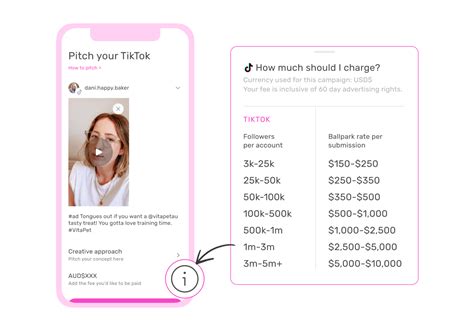 Pitch your TikTok
How to pitch
dani.happy.baker
#ad Tongues out if you want a @vitapetau
tasty treat! You gotta love training time.
#VitaPet
Creative approach
Pitch your concept here
AUD$XXX
Add the fee you'd like to be paid
i
How much should I charge?
Currency used for this campaign: USD$
Your fee is inclusive of 60 day advertising rights.
TIKTOK
Followers
per account
Ballpark rate per
submission
3k-25k $150-$250
25k-50k $250-$350
50k-100k $350-$500
100k-500k $500-$1,000
500k-1m $1,000-$2,500
1m-3m $2,500-$5,000
3m-5m+ $5,000-$10,000